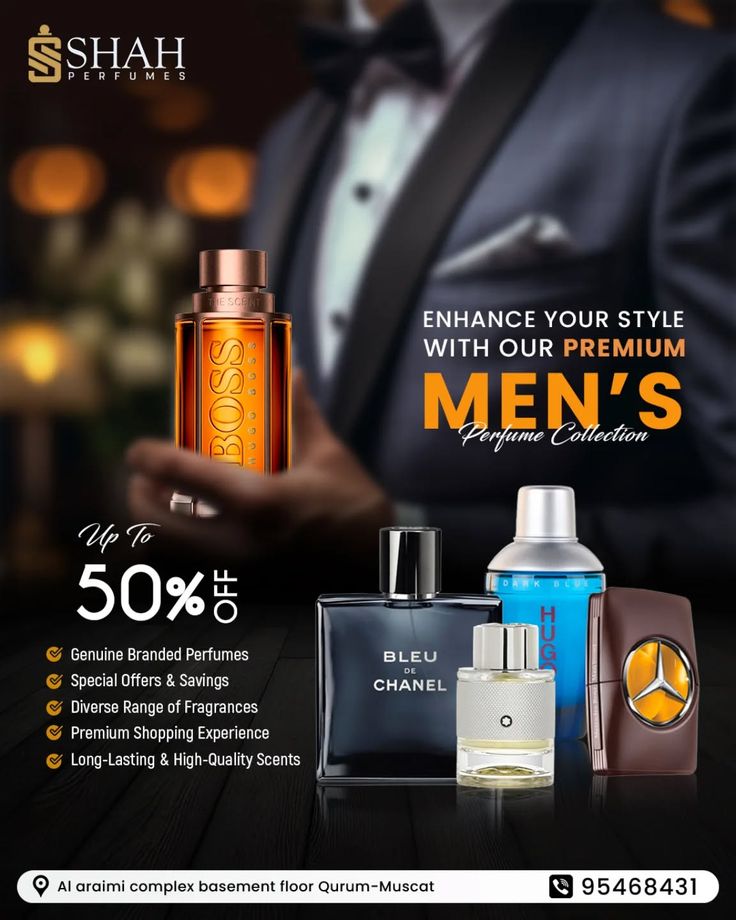 SHAH
PERFUMES
THE SCENT
BOSS
HUGO BOSS
ENHANCE YOUR STYLE
WITH OUR PREMIUM
MEN'S
Perfume Collection
Up To
50% OFF
Genuine Branded Perfumes
Special Offers & Savings
Diverse Range of Fragrances
Premium Shopping Experience
Long-Lasting & High-Quality Scents
BLEU
DE
CHANEL
DARK BLUE
HUGO
Al araimi complex basement floor Qurum-Muscat
95468431